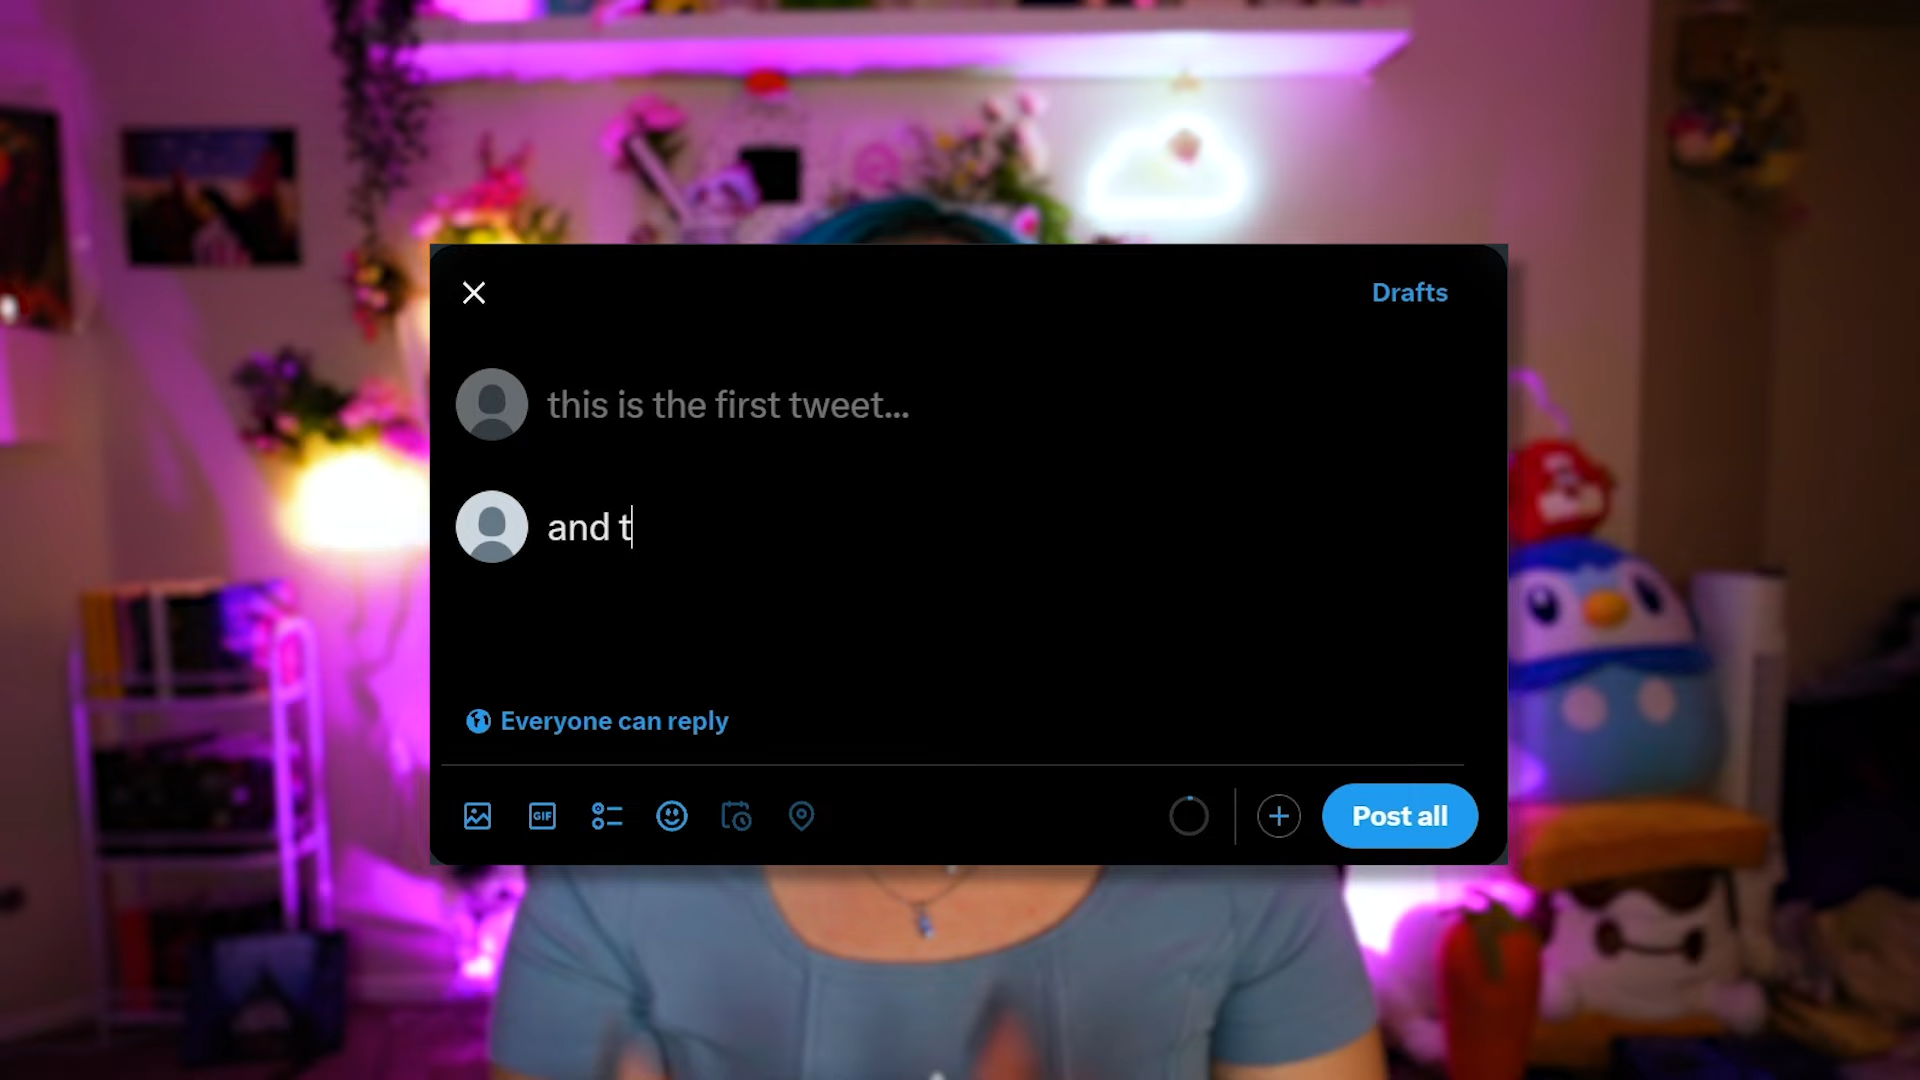 Drafts
this is the first tweet...
and t
Everyone can reply
GIF
Post all